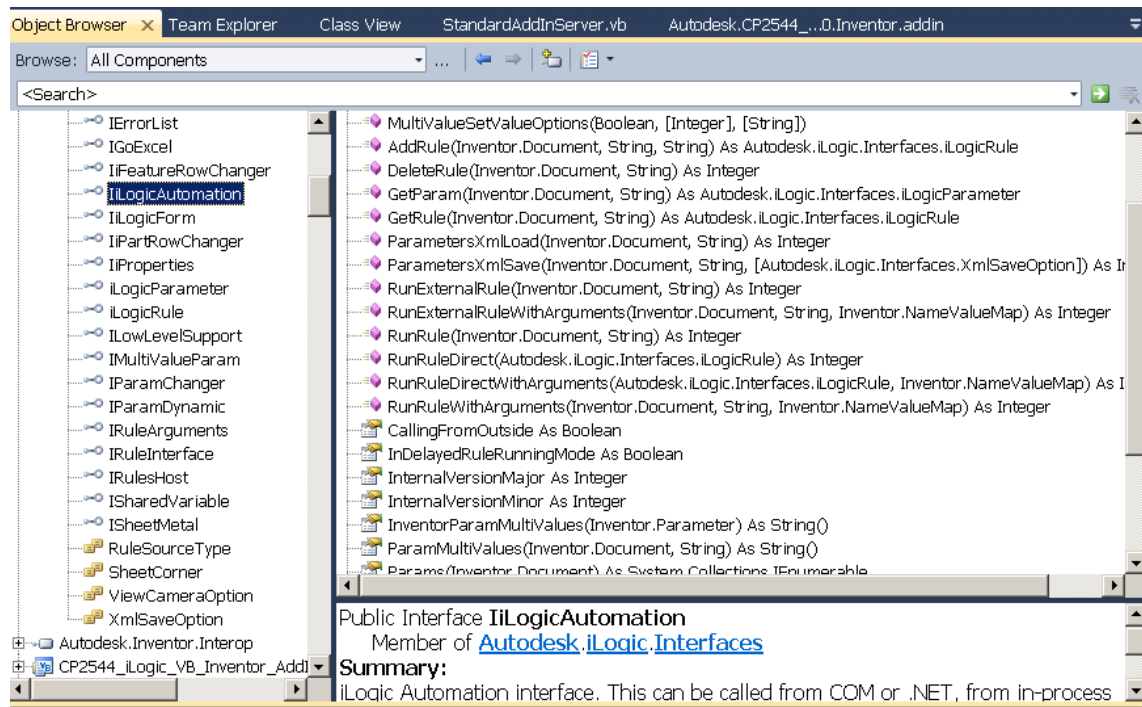 Object Browser Team Explorer Class View StandardAddInServer.vb Autodesk.CP2544_...0.Inventor.addin
Browse: All Components ...
<Search>
IErrorList
IGoExcel
IiFeatureRowChanger
IiLogicAutomation
IiLogicForm
IiPartRowChanger
IiProperties
iLogicParameter
iLogicRule
ILowLevelSupport
IMultiValueParam
IParamChanger
IParamDynamic
IRuleArguments
IRuleInterface
IRulesHost
ISharedVariable
ISheetMetal
RuleSourceType
SheetCorner
ViewCameraOption
XmlSaveOption
Autodesk.Inventor.Interop
CP2544_iLogic_VB_Inventor_AddI
MultiValueSetValueOptions(Boolean, [Integer], [String])
AddRule(Inventor.Document, String, String) As Autodesk.iLogic.Interfaces.iLogicRule
DeleteRule(Inventor.Document, String) As Integer
GetParam(Inventor.Document, String) As Autodesk.iLogic.Interfaces.iLogicParameter
GetRule(Inventor.Document, String) As Autodesk.iLogic.Interfaces.iLogicRule
ParametersXmlLoad(Inventor.Document, String) As Integer
ParametersXmlSave(Inventor.Document, String, [Autodesk.iLogic.Interfaces.XmlSaveOption]) As In
RunExternalRule(Inventor.Document, String) As Integer
RunExternalRuleWithArguments(Inventor.Document, String, Inventor.NameValueMap) As Integer
RunRule(Inventor.Document, String) As Integer
RunRuleDirect(Autodesk.iLogic.Interfaces.iLogicRule) As Integer
RunRuleDirectWithArguments(Autodesk.iLogic.Interfaces.iLogicRule, Inventor.NameValueMap) As I
RunRuleWithArguments(Inventor.Document, String, Inventor.NameValueMap) As Integer
CallingFromOutside As Boolean
InDelayedRuleRunningMode As Boolean
InternalVersionMajor As Integer
InternalVersionMinor As Integer
InventorParamMultiValues(Inventor.Parameter) As String()
ParamMultiValues(Inventor.Document, String) As String()
Params(Inventor.Document) As System.Collections.IEnumerable
Public Interface IiLogicAutomation
Member of Autodesk.iLogic.Interfaces
Summary:
iLogic Automation interface. This can be called from COM or .NET, from in-process